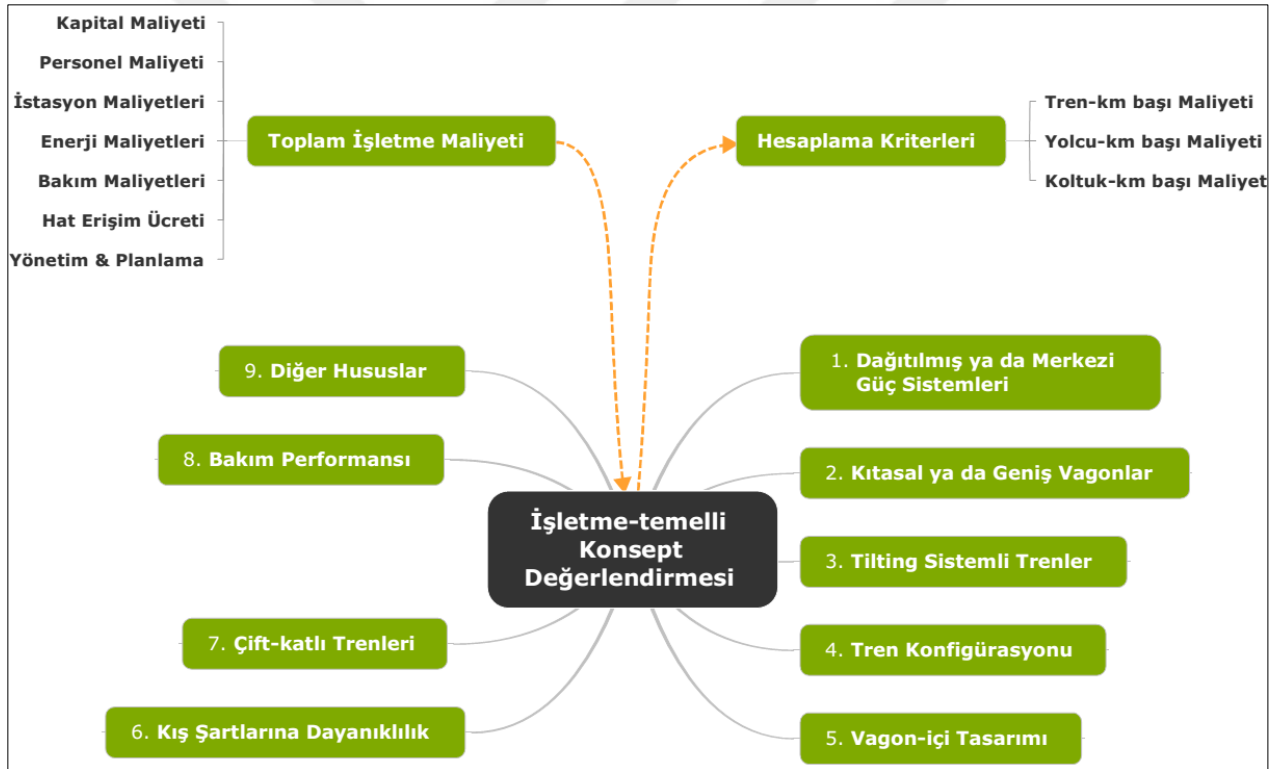 Kapital Maliyeti
Personel Maliyeti
İstasyon Maliyetleri
Enerji Maliyetleri
Bakım Maliyetleri
Hat Erişim Ücreti
Yönetim & Planlama
Toplam İşletme Maliyeti
Hesaplama Kriterleri
Tren-km başı Maliyeti
Yolcu-km başı Maliyeti
Koltuk-km başı Maliyet
İşletme-temelli
Konsept
Değerlendirmesi
1. Dağıtılmış ya da Merkezi
Güç Sistemleri
2. Kıtasal ya da Geniş Vagonlar
3. Tilting Sistemli Trenler
4. Tren Konfigürasyonu
5. Vagon-içi Tasarımı
6. Kış Şartlarına Dayanıklılık
7. Çift-katlı Trenleri
8. Bakım Performansı
9. Diğer Hususlar